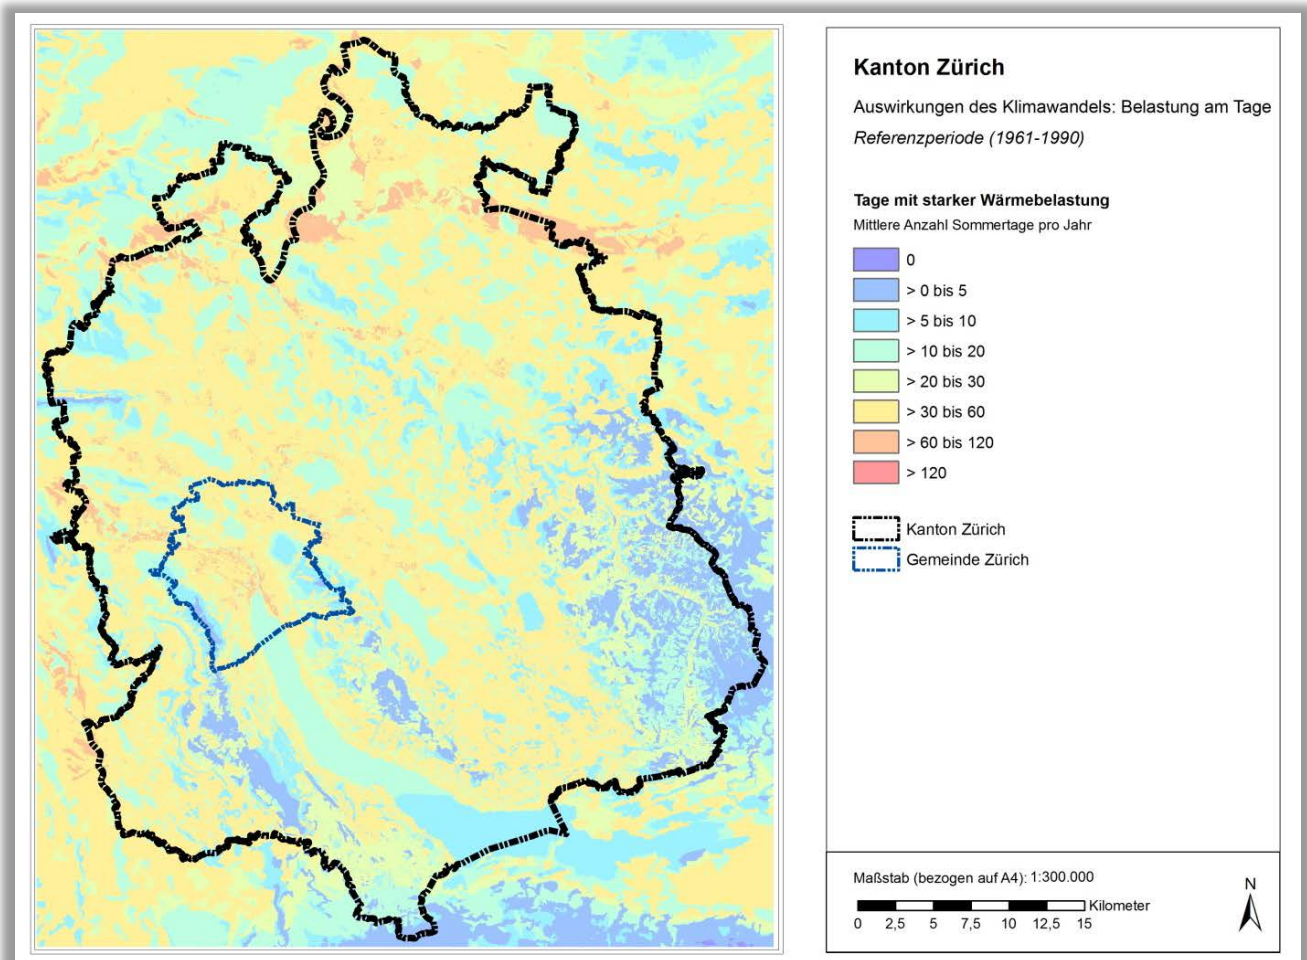 Kanton Zürich
Auswirkungen des Klimawandels: Belastung am Tage
Referenzperiode (1961-1990)
Tage mit starker Wärmebelastung
Mittlere Anzahl Sommertage pro Jahr
0
> 0 bis 5
> 5 bis 10
> 10 bis 20
> 20 bis 30
> 30 bis 60
> 60 bis 120
> 120
Kanton Zürich
Gemeinde Zürich
Maßstab (bezogen auf A4): 1:300.000
N
Kilometer
0 2,5 5 7,5 10 12,5 15